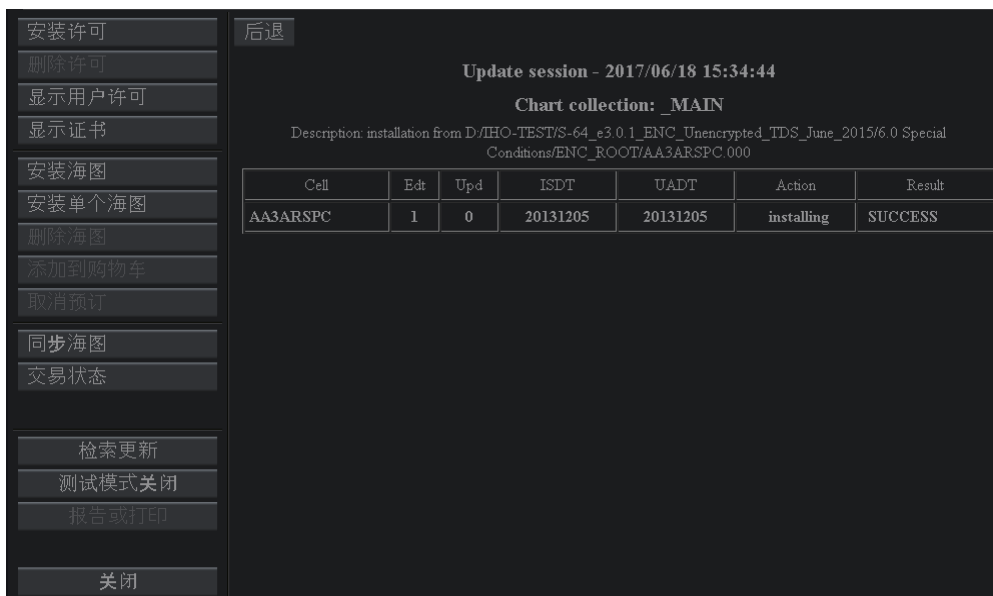 安装许可
删除许可
显示用户许可
显示证书
安装海图
安装单个海图
删除海图
添加到购物车
取消预订
同步海图
交易状态
检索更新
测试模式关闭
报告或打印
关闭
后退
Update session - 2017/06/18 15:34:44
Chart collection: _MAIN
Description: installation from D:/IHO-TEST/S-64_e3.0.1_ENC_Unencrypted_TDS_June_2015/6.0 Special
Conditions/ENC_ROOT/AA3ARSPC.000
Cell Edt Upd ISDT UADT Action Result
AA3ARSPC 1 0 20131205 20131205 installing SUCCESS